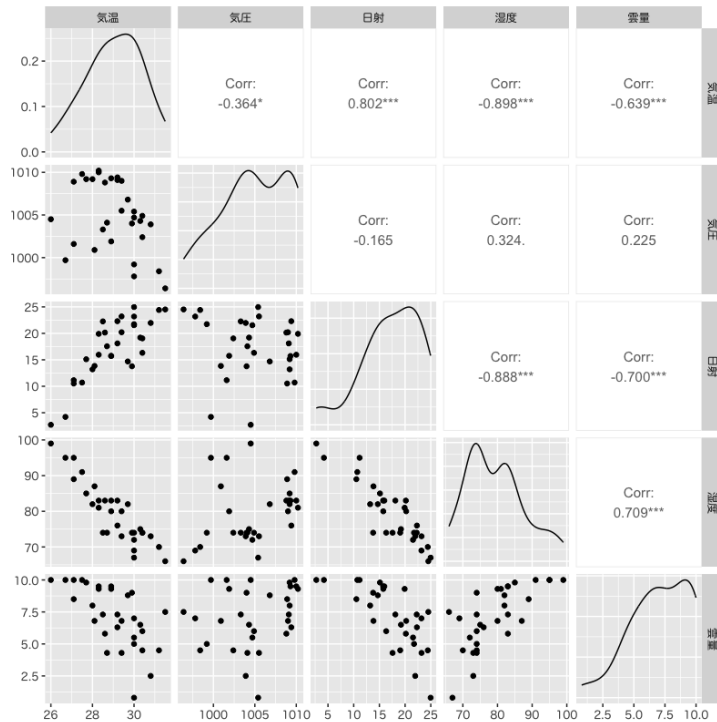 気温 気圧 日射 湿度 雲量
0.2
0.1
0.0
Corr:
-0.364*
Corr:
0.802***
Corr:
-0.898***
Corr:
-0.639***
気温
1010
1005
1000
Corr:
-0.165
Corr:
0.324.
Corr:
0.225
気圧
25
20
15
10
5
Corr:
-0.888***
Corr:
-0.700***
日射
100
90
80
70
Corr:
0.709***
湿度
10.0
7.5
5.0
2.5
雲量
26 28 30
1000 1005 1010
5 10 15 20 25
70 80 90 100
2.5 5.0 7.5 10.0